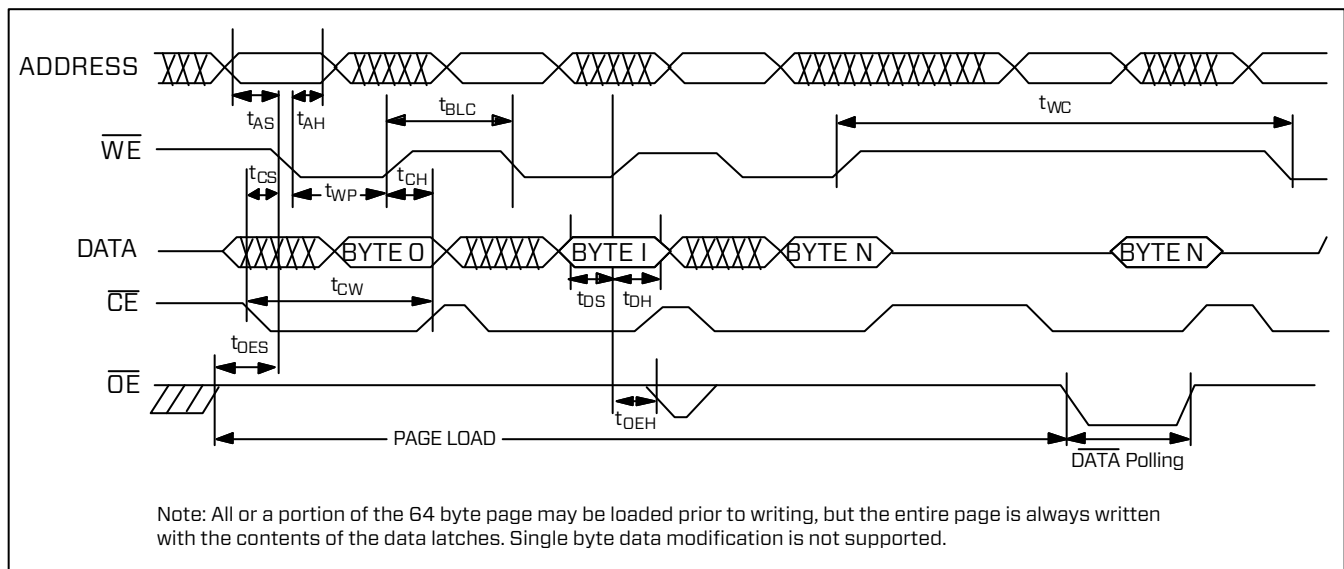 ADDRESS
tAS
tAH
tBLC
tWC
WE
tCS
tWP
tCH
DATA
BYTE 0
BYTE 1
BYTE N
BYTE N
tCW
tDS
tDH
CE
tOES
OE
tOEH
PAGE LOAD
DATA Polling
Note: All or a portion of the 64 byte page may be loaded prior to writing, but the entire page is always written
with the contents of the data latches. Single byte data modification is not supported.